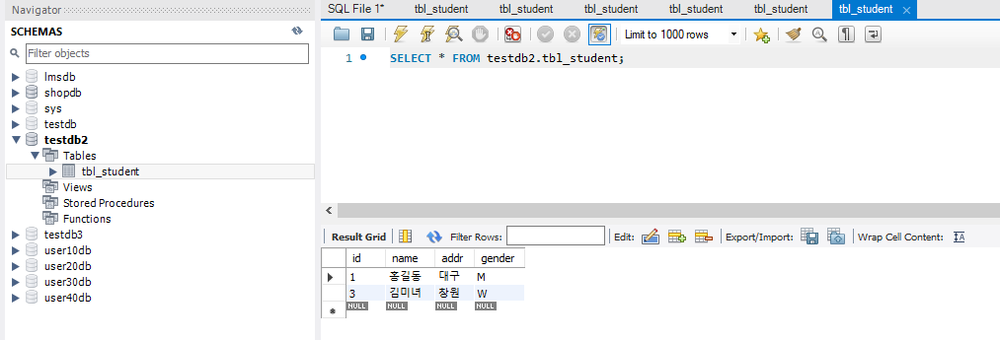 Navigator
SCHEMAS
Filter objects
lmsdb
shopdb
sys
testdb
testdb2
Tables
tbl_student
Views
Stored Procedures
Functions
testdb3
user10db
user20db
user30db
user40db
SQL File 1* tbl_student tbl_student tbl_student tbl_student tbl_student tbl_student
Limit to 1000 rows
1 SELECT * FROM testdb2.tbl_student;
Result Grid Filter Rows: Edit: Export/Import: Wrap Cell Content: IA
id name addr gender
1 홍길동 대구 M
3 김미녀 창원 W
NULL NULL NULL NULL